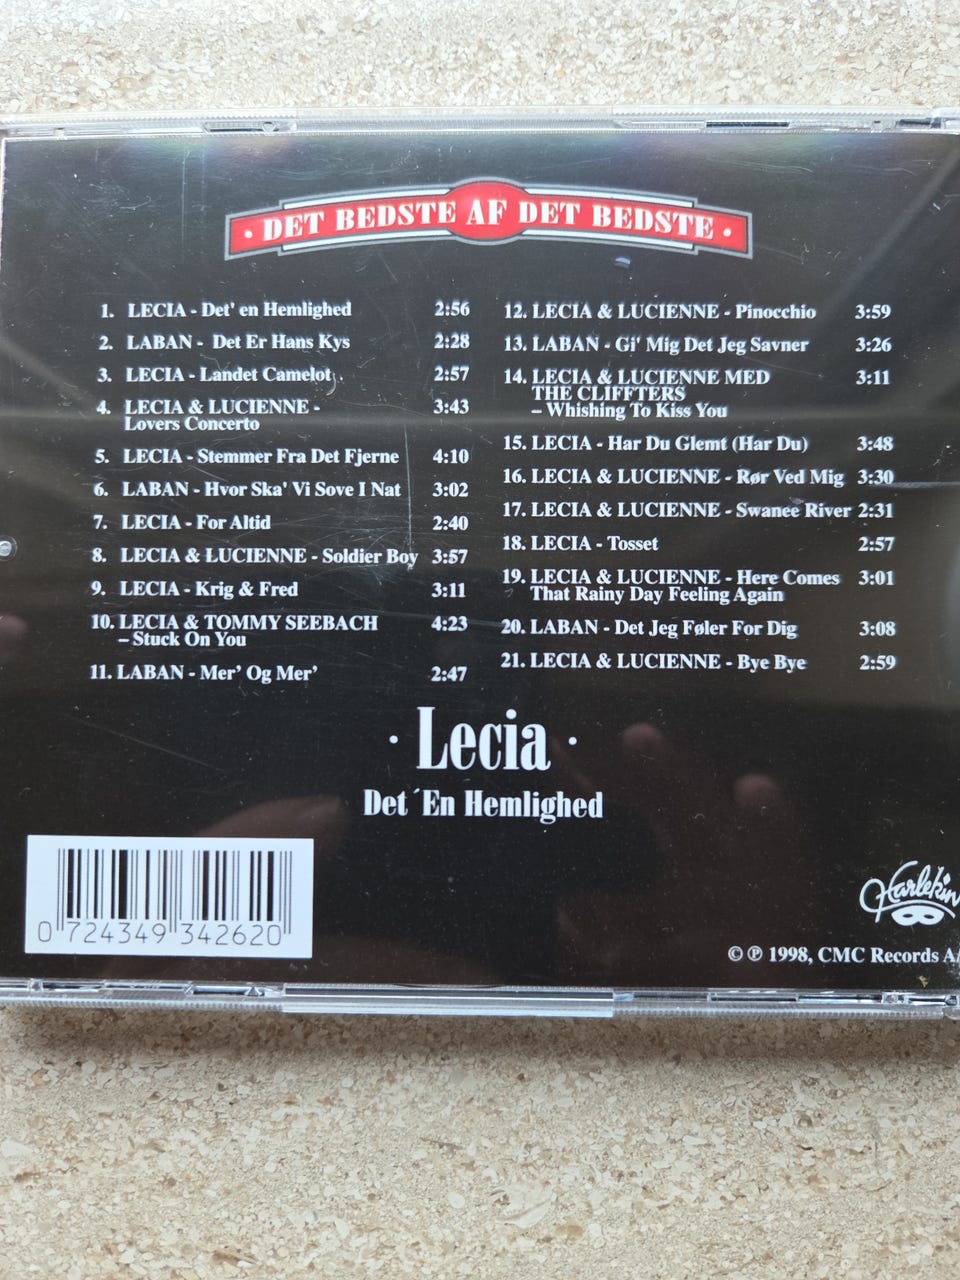 • DET BEDSTE AF DET BEDSTE •
1. LECIA - Det' en Hemlighed 2:56
2. LABAN - Det Er Hans Kys 2:28
3. LECIA - Landet Camelot 2:57
4. LECIA & LUCIENNE - 3:43
Lovers Concerto
5. LECIA - Stemmer Fra Det Fjerne 4:10
6. LABAN - Hvor Ska' Vi Sove I Nat 3:02
7. LECIA - For Altid 2:40
8. LECIA & LUCIENNE - Soldier Boy 3:57
9. LECIA - Krig & Fred 3:11
10. LECIA & TOMMY SEEBACH 4:23
– Stuck On You
11. LABAN - Mer' Og Mer' 2:47
12. LECIA & LUCIENNE - Pinocchio 3:59
13. LABAN - Gi' Mig Det Jeg Savner 3:26
14. LECIA & LUCIENNE MED 3:11
THE CLIFFTERS
– Whishing To Kiss You
15. LECIA - Har Du Glemt (Har Du) 3:48
16. LECIA & LUCIENNE - Rør Ved Mig 3:30
17. LECIA & LUCIENNE - Swanee River 2:31
18. LECIA - Tosset 2:57
19. LECIA & LUCIENNE - Here Comes 3:01
That Rainy Day Feeling Again
20. LABAN - Det Jeg Føler For Dig 3:08
21. LECIA & LUCIENNE - Bye Bye 2:59
· Lecia ·
Det ´En Hemlighed
0 724349 342620
Harlekin
© ℗ 1998, CMC Records A/